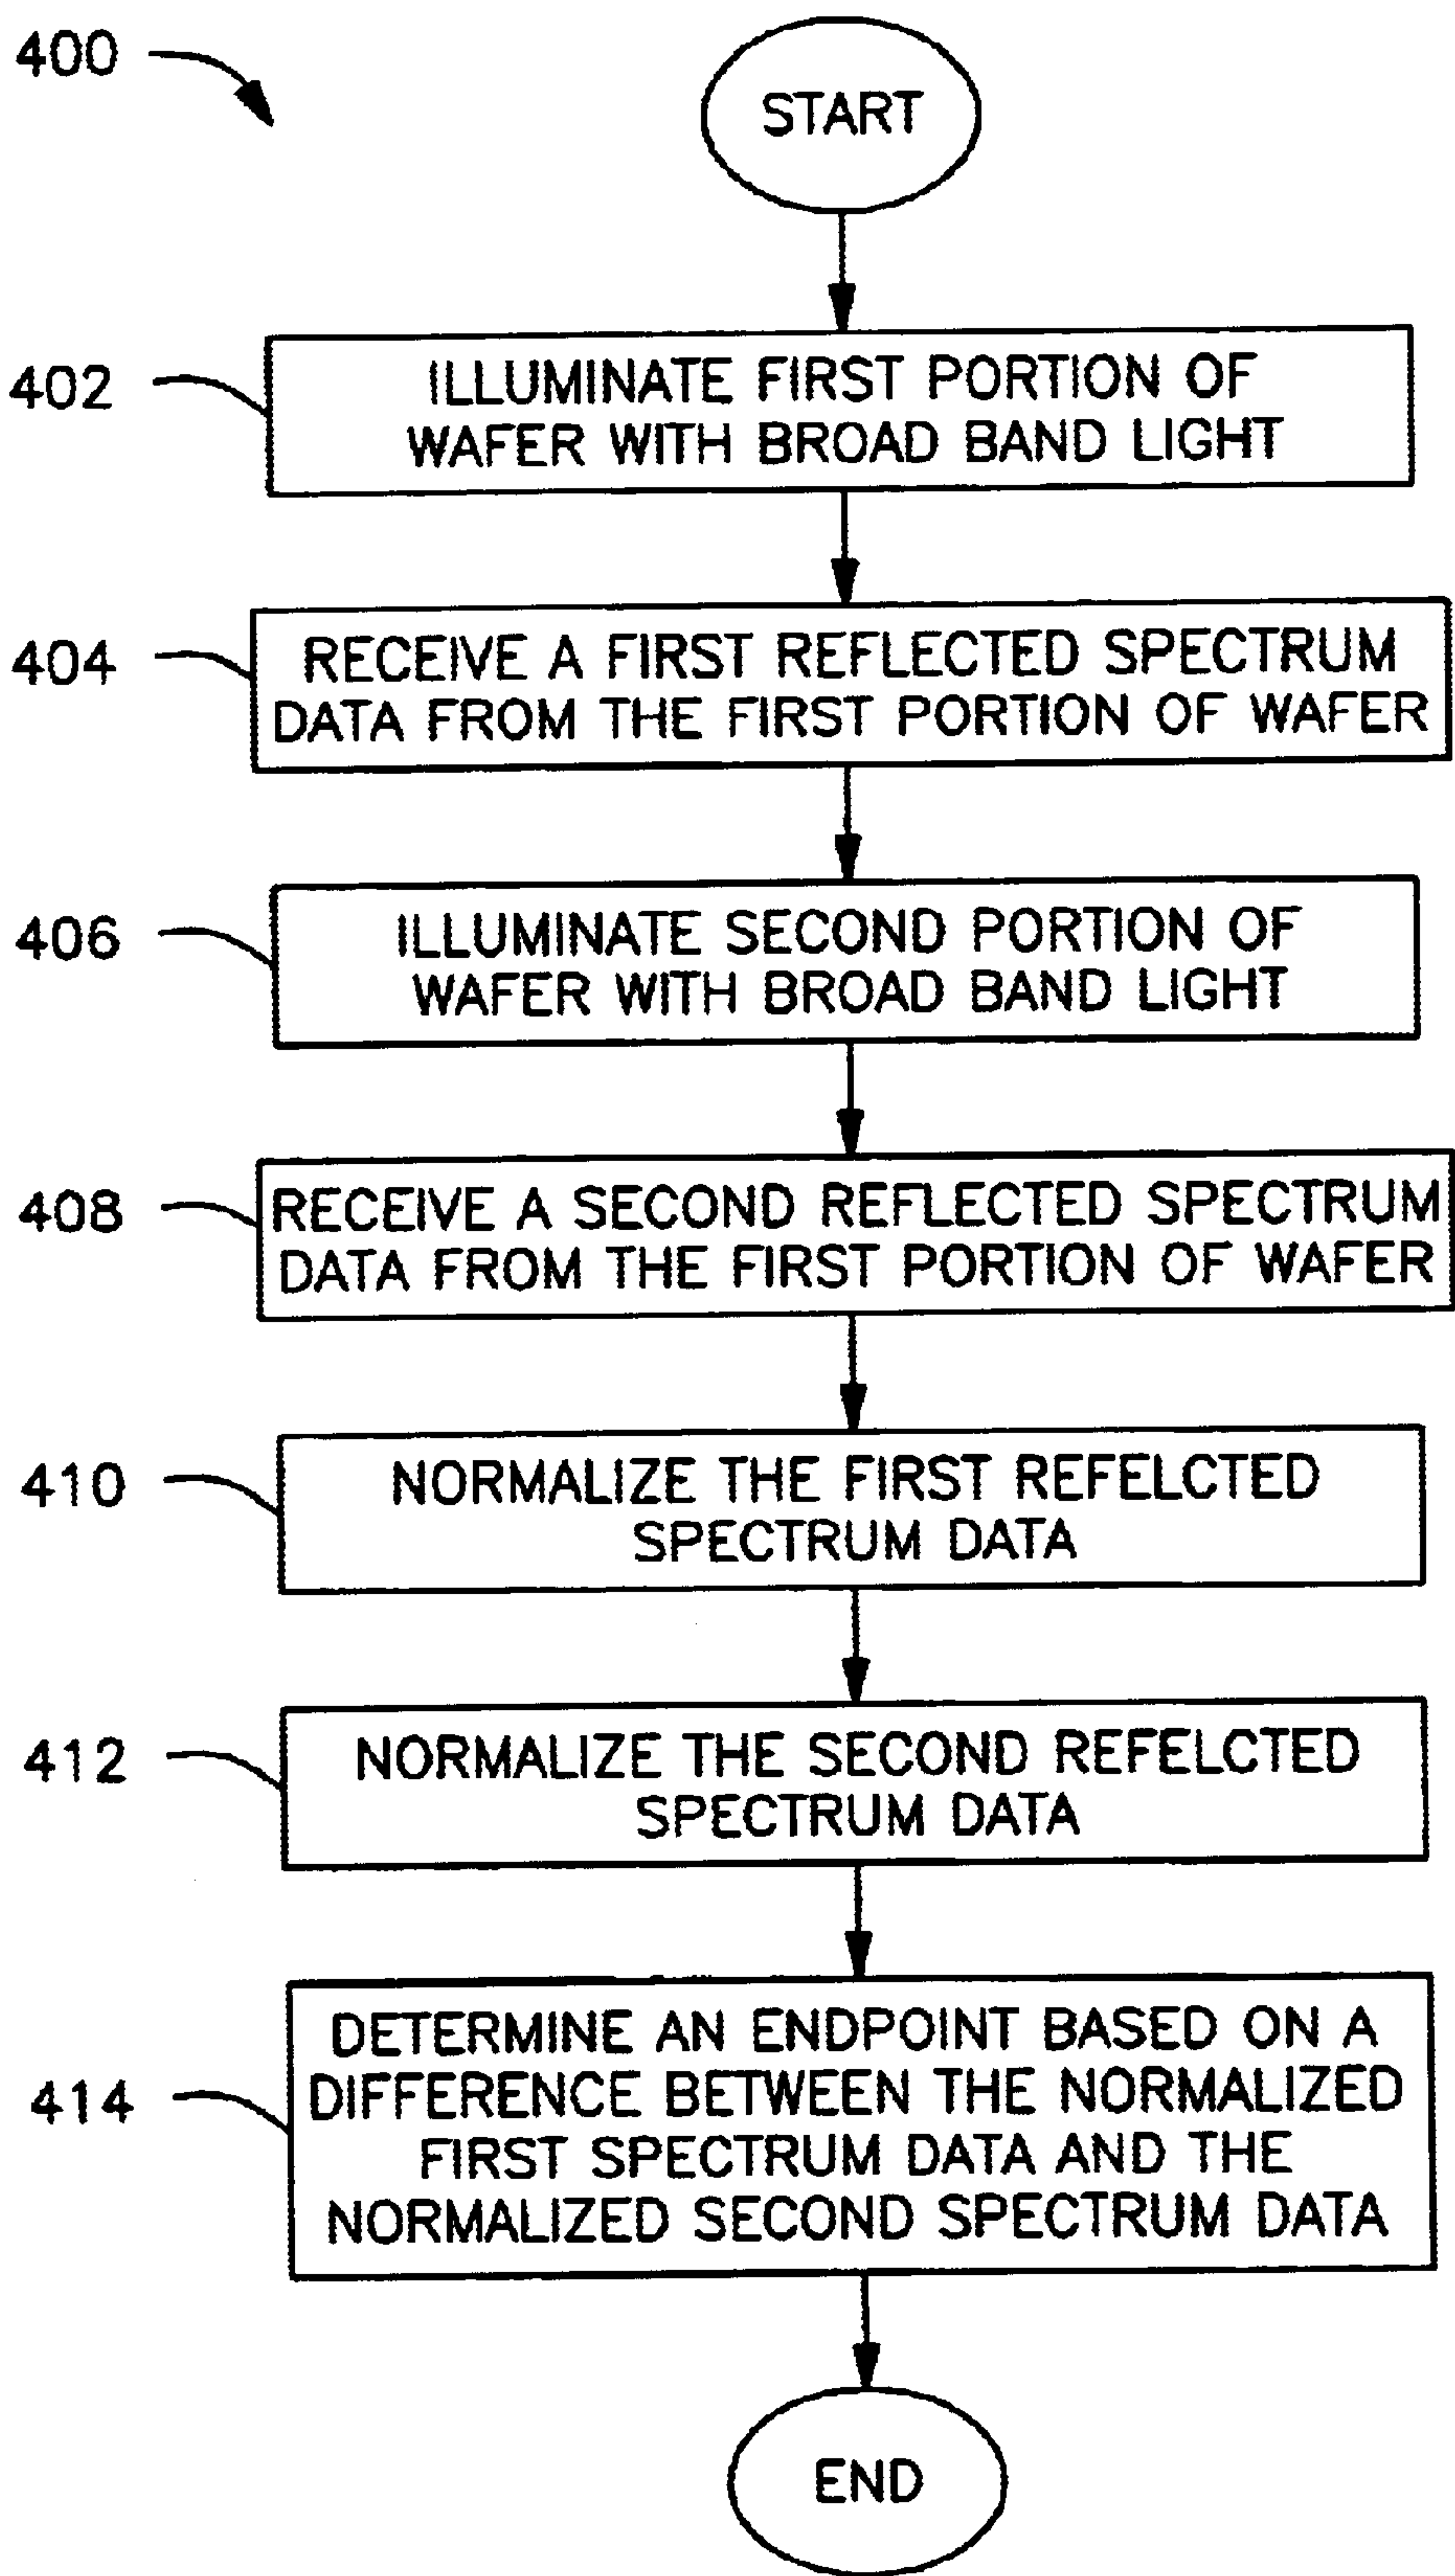 400
START
402
ILLUMINATE FIRST PORTION OF
WAFER WITH BROAD BAND LIGHT
404
RECEIVE A FIRST REFLECTED SPECTRUM
DATA FROM THE FIRST PORTION OF WAFER
406
ILLUMINATE SECOND PORTION OF
WAFER WITH BROAD BAND LIGHT
408
RECEIVE A SECOND REFLECTED SPECTRUM
DATA FROM THE FIRST PORTION OF WAFER
410
NORMALIZE THE FIRST REFELCTED
SPECTRUM DATA
412
NORMALIZE THE SECOND REFELCTED
SPECTRUM DATA
414
DETERMINE AN ENDPOINT BASED ON A
DIFFERENCE BETWEEN THE NORMALIZED
FIRST SPECTRUM DATA AND THE
NORMALIZED SECOND SPECTRUM DATA
END